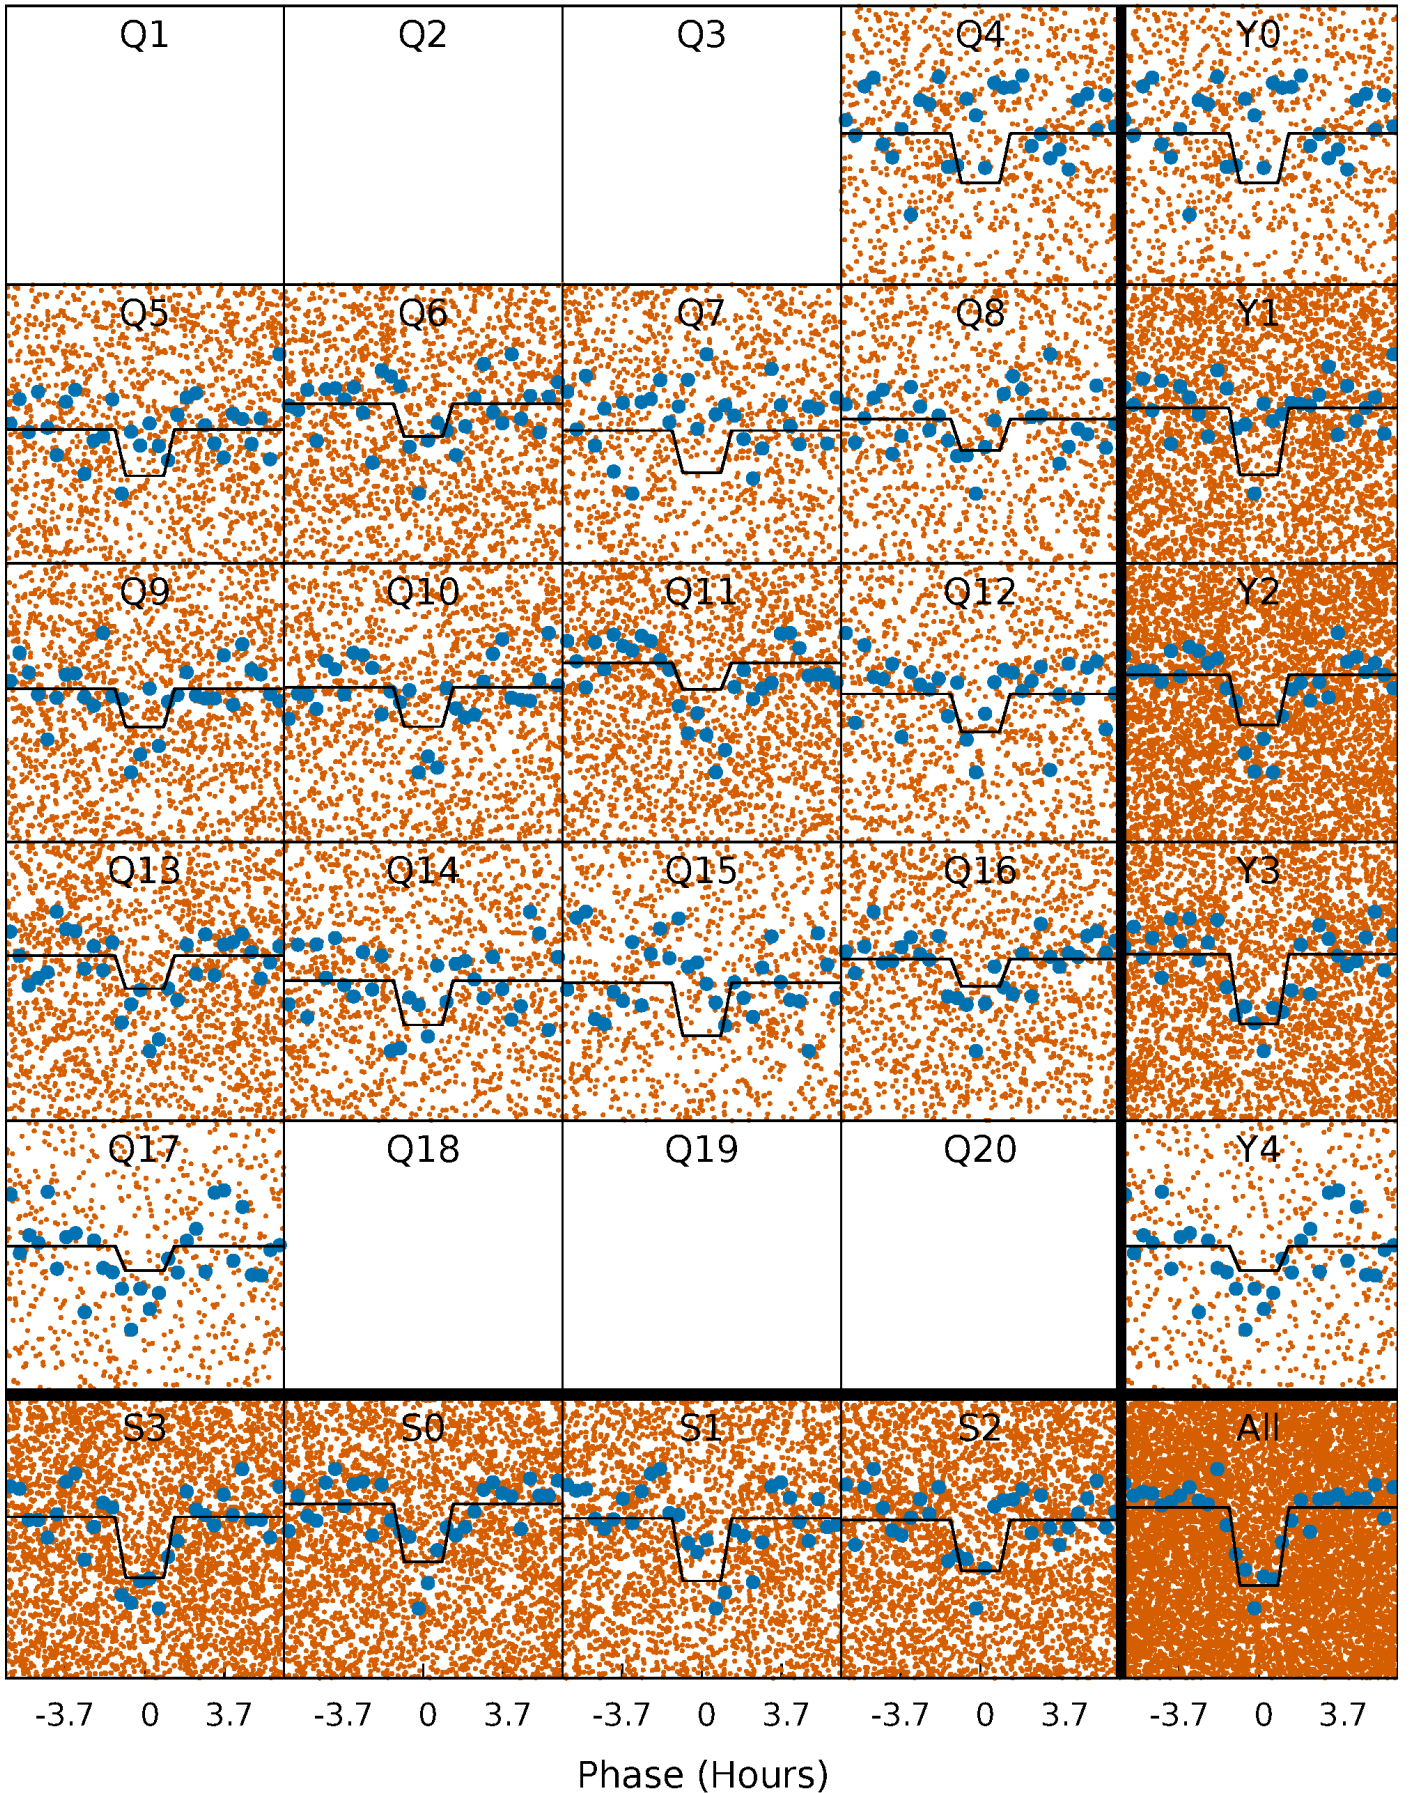 Q1 Q2 Q3 Q4 Y0
Q5 Q6 Q7 Q8 Y1
Q9 Q10 Q11 Q12 Y2
Q13 Q14 Q15 Q16 Y3
Q17 Q18 Q19 Q20 Y4
S3 S0 S1 S2 All
-3.7 0 3.7 -3.7 0 3.7 -3.7 0 3.7 -3.7 0 3.7 -3.7 0 3.7
Phase (Hours)